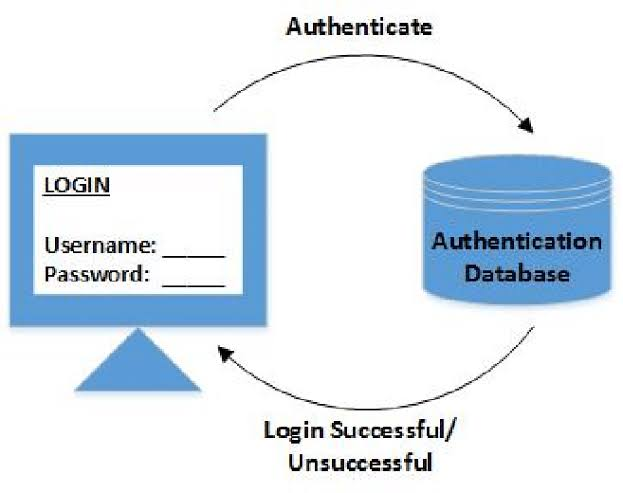 Authenticate
LOGIN
Username: _____
Password: _____
Authentication
Database
Login Successful/
Unsuccessful